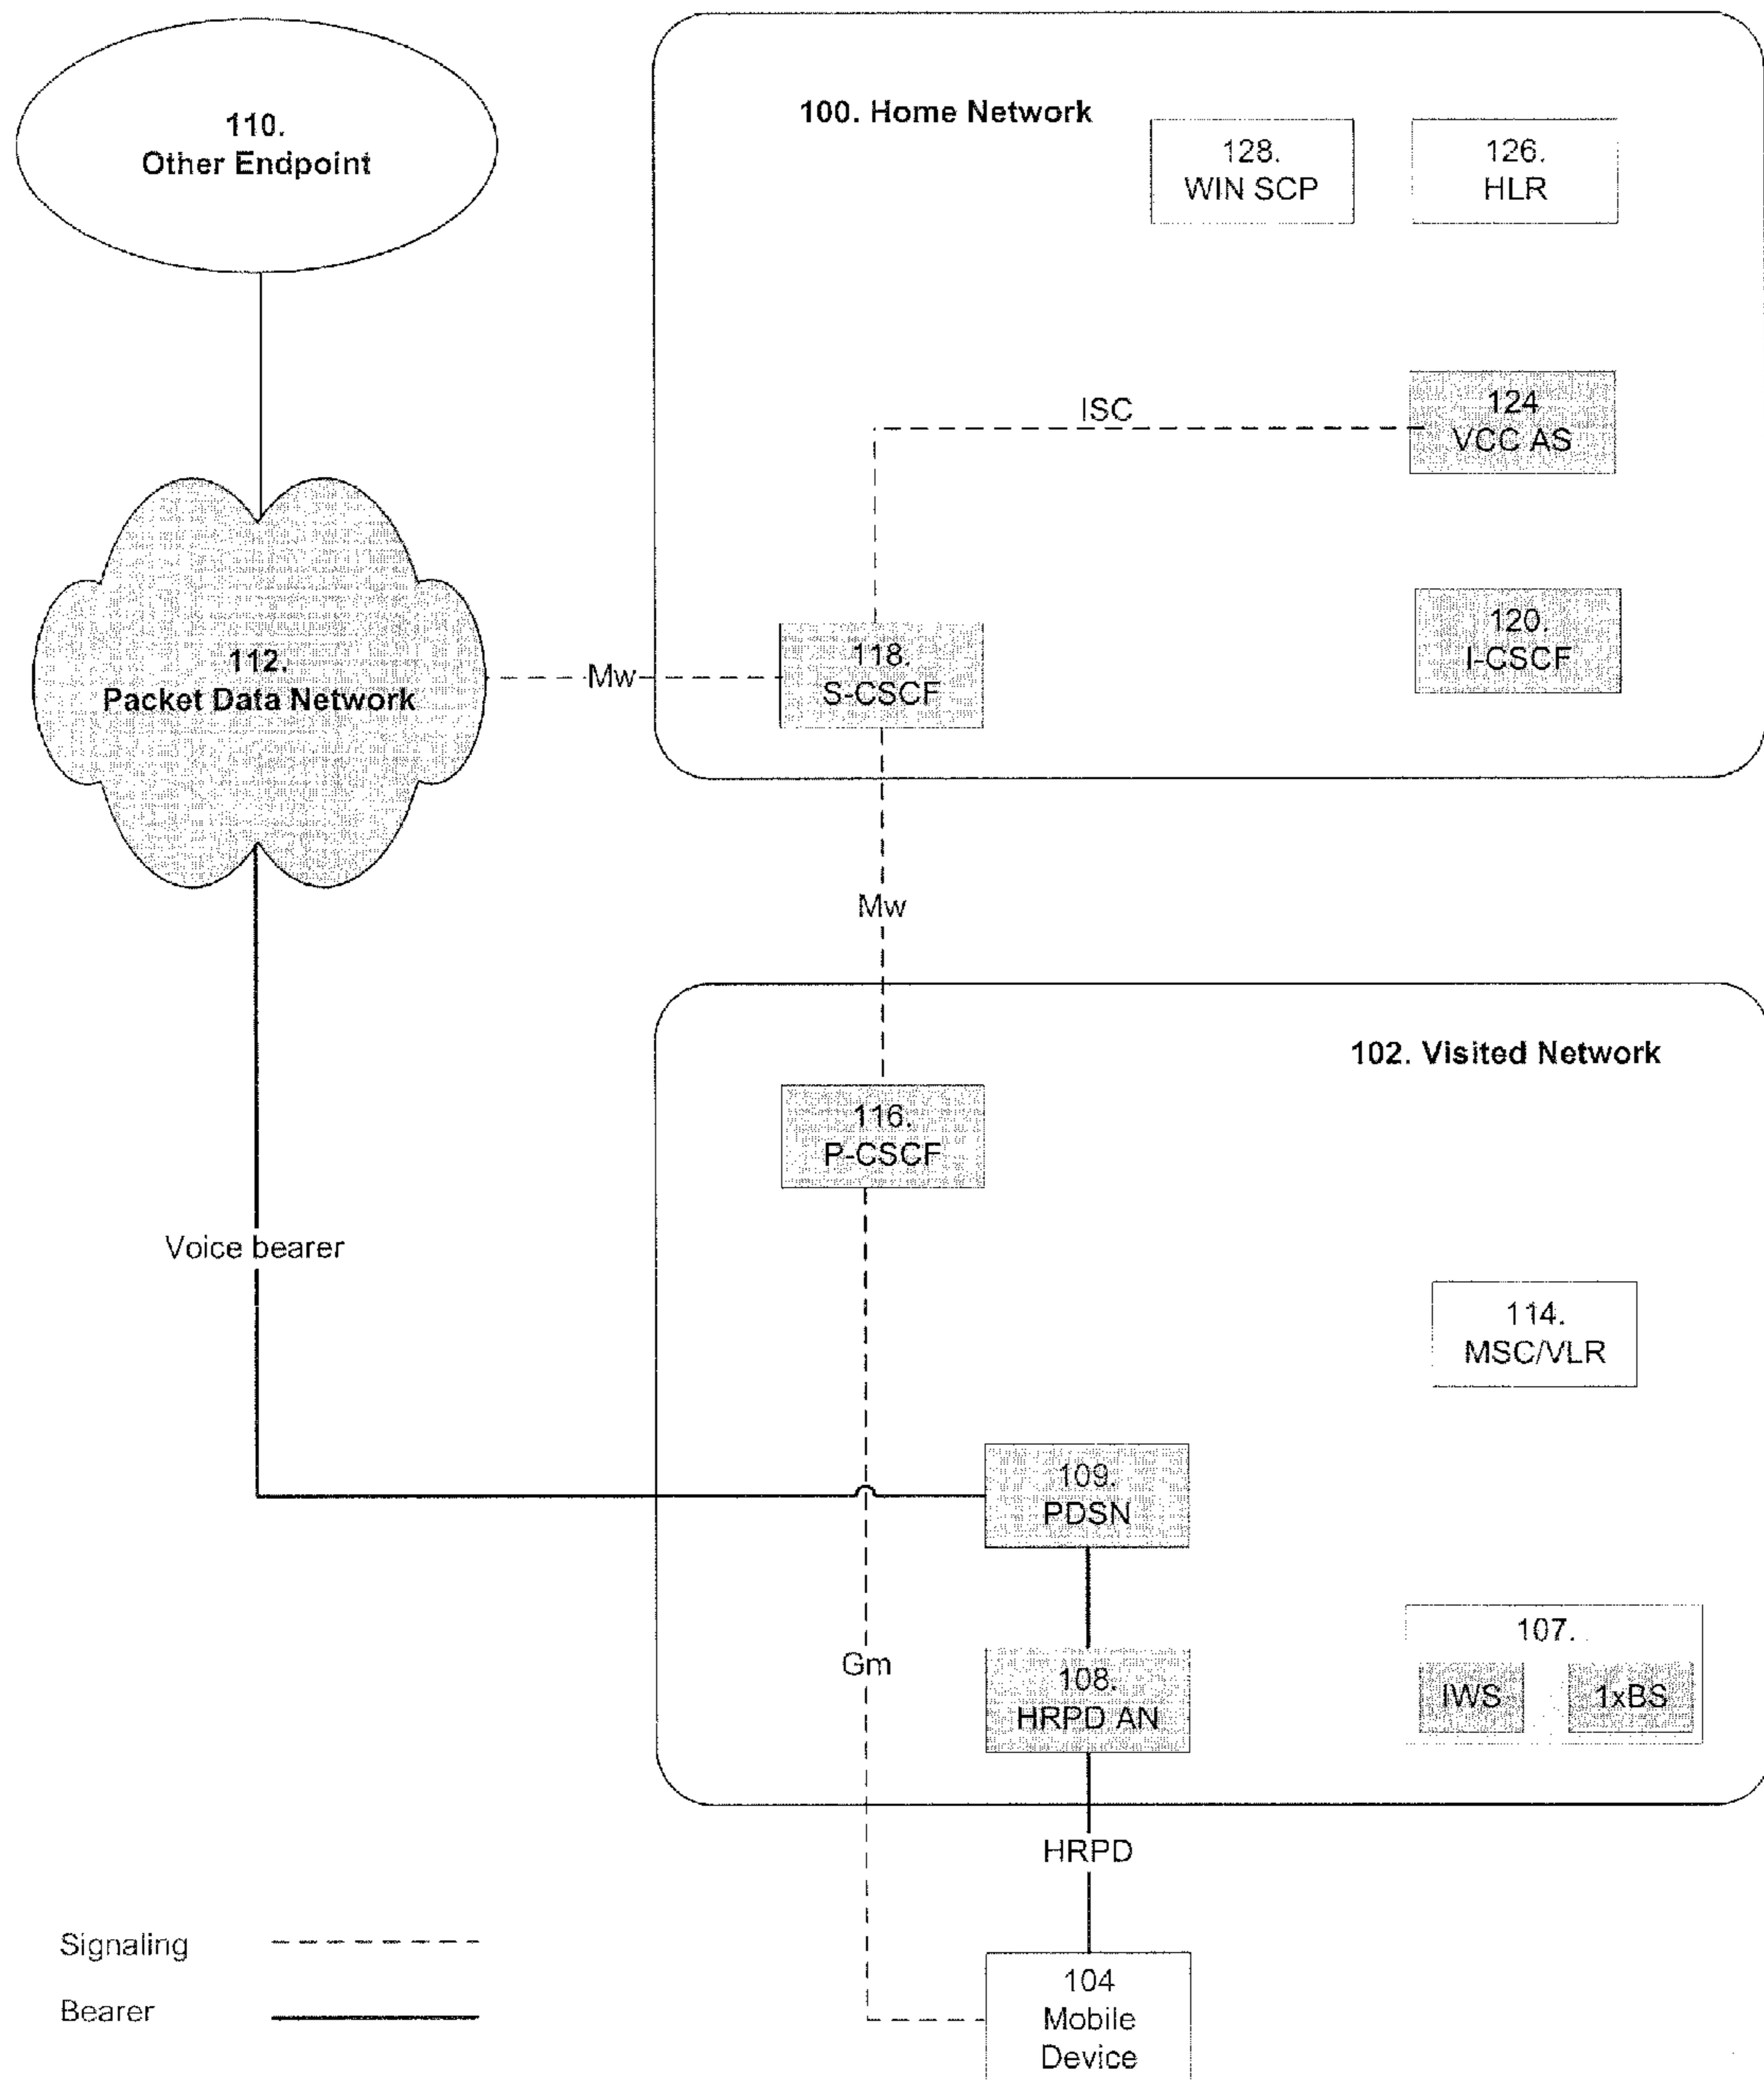 110.
Other Endpoint
100. Home Network
128.
WIN SCP
126.
HLR
ISC
124
VCC AS
112.
Packet Data Network
Mw
118.
S-CSCF
120.
I-CSCF
Mw
102. Visited Network
116.
P-CSCF
Voice bearer
114.
MSC/VLR
109.
PDSN
Gm
108.
HRPD AN
107.
IWS
1xBS
HRPD
Signaling
Bearer
104
Mobile
Device